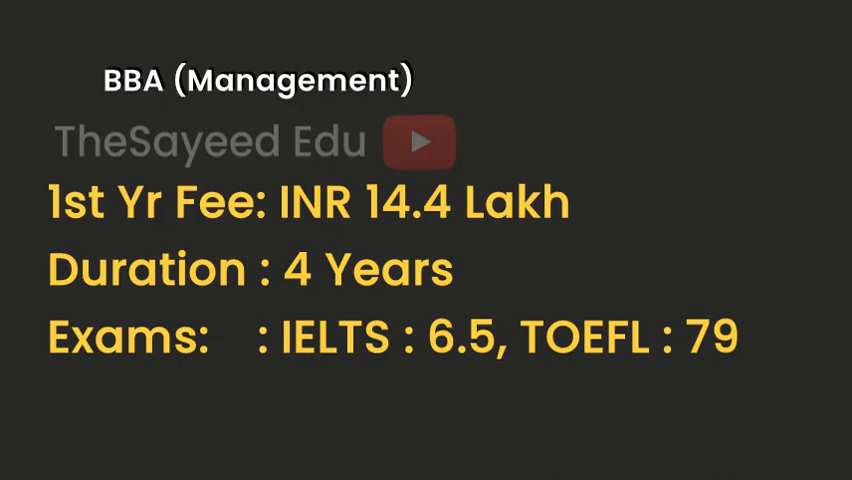 BBA (Management)
TheSayeed Edu
1st Yr Fee: INR 14.4 Lakh
Duration : 4 Years
Exams: : IELTS : 6.5, TOEFL : 79